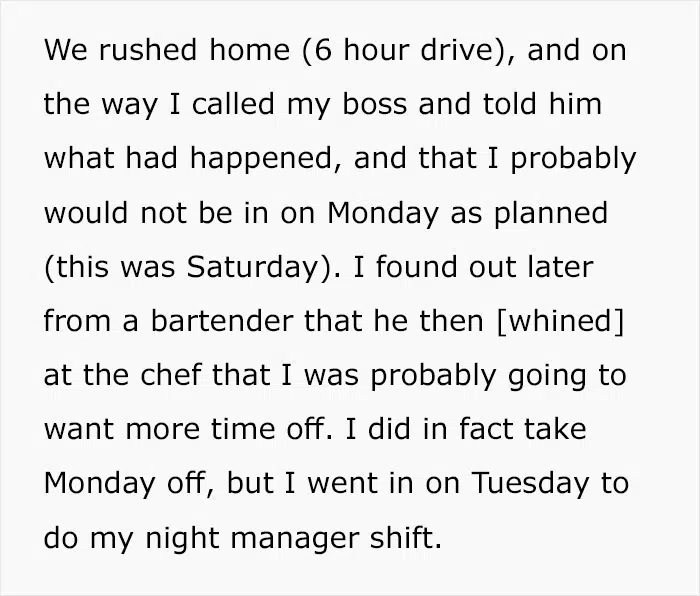 We rushed home (6 hour drive), and on
the way I called my boss and told him
what had happened, and that I probably
would not be in on Monday as planned
(this was Saturday). I found out later
from a bartender that he then [whined]
at the chef that I was probably going to
want more time off. I did in fact take
Monday off, but I went in on Tuesday to
do my night manager shift.